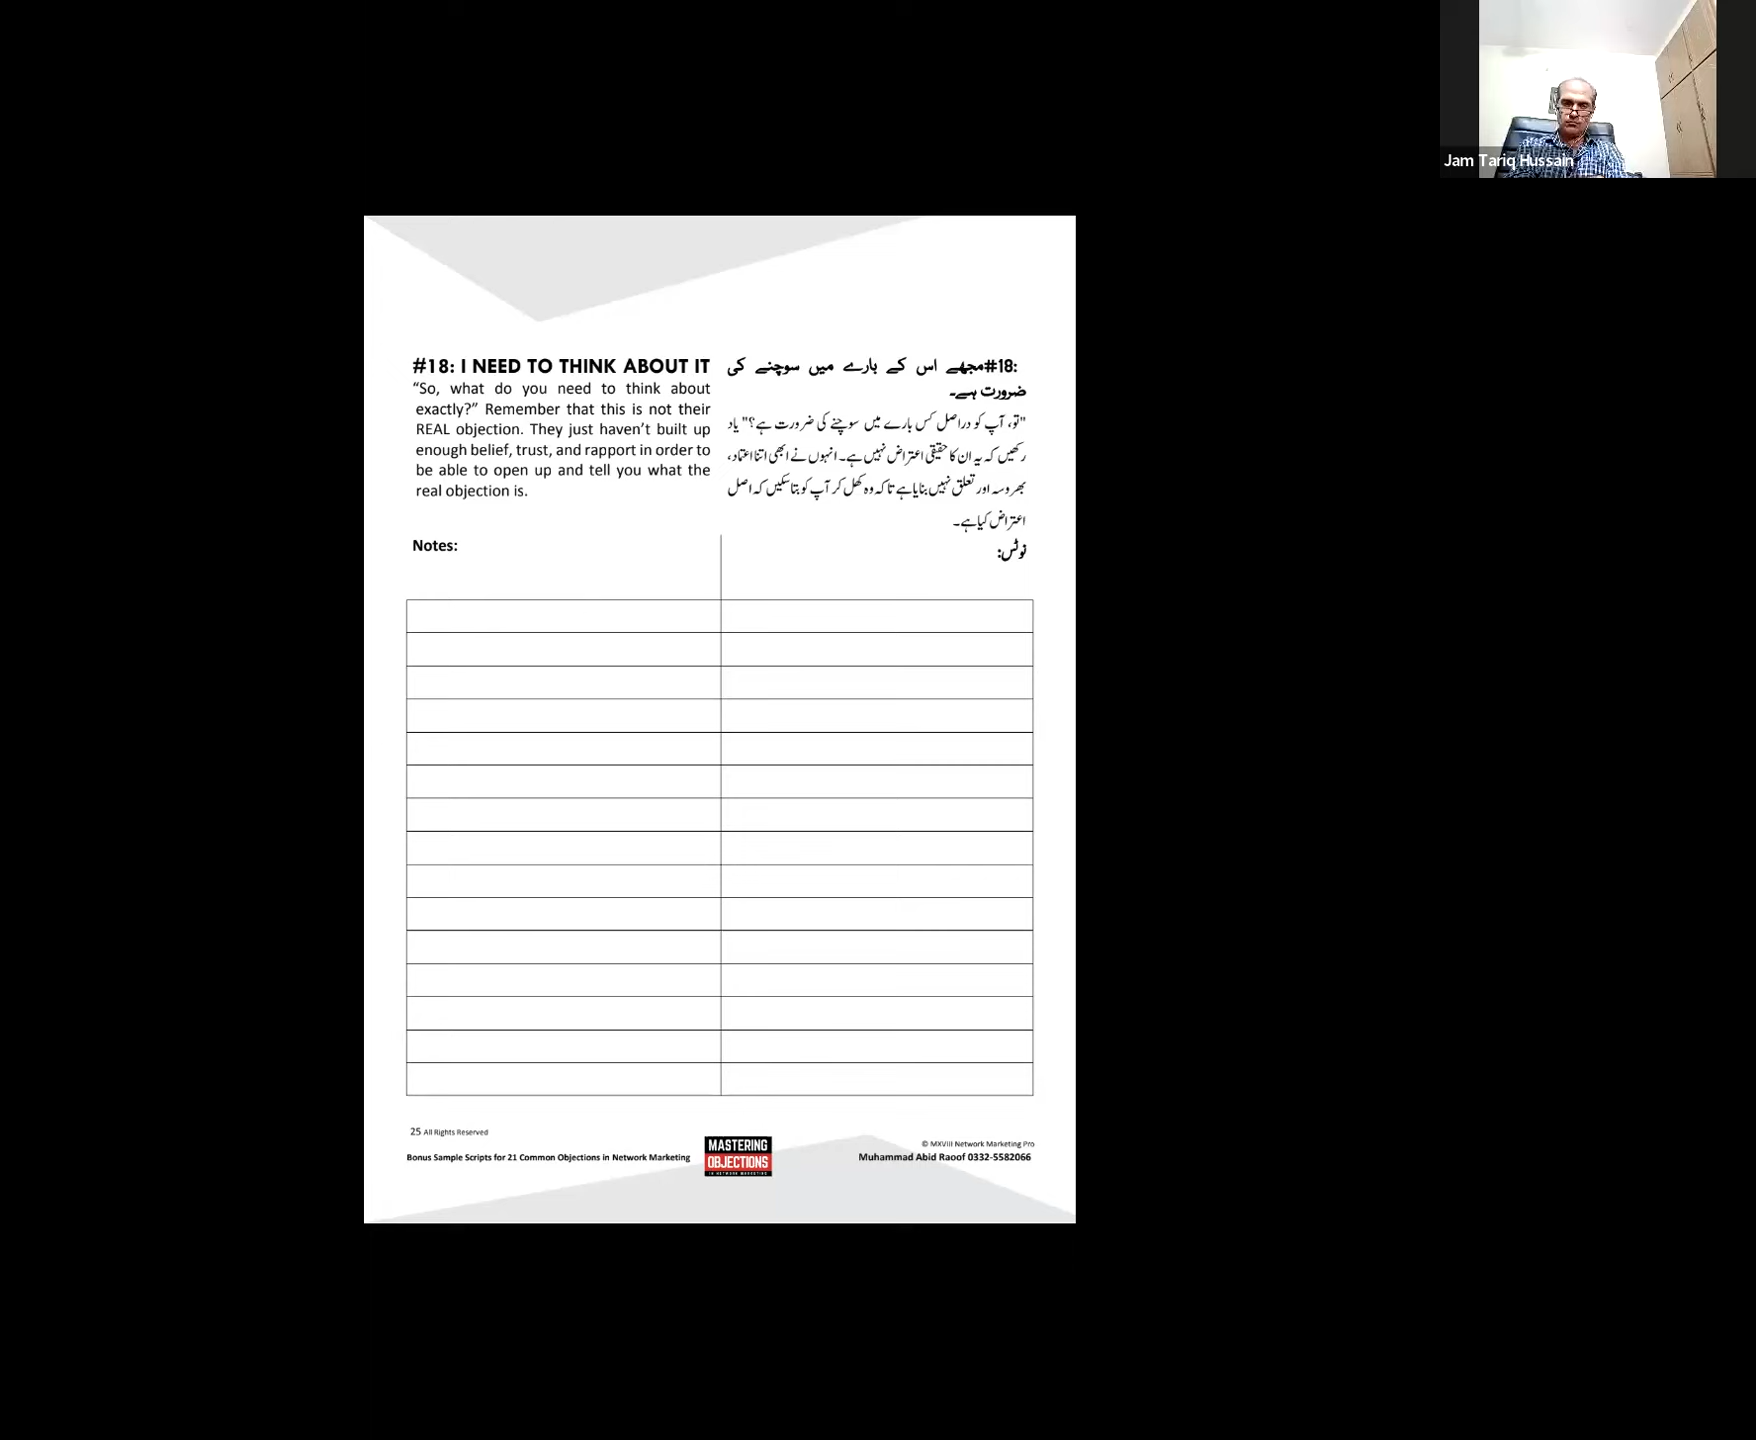 Jam Tariq Hussain
#18: I NEED TO THINK ABOUT IT
“So, what do you need to think about
exactly?” Remember that this is not their
REAL objection. They just haven’t built up
enough belief, trust, and rapport in order to
be able to open up and tell you what the
real objection is.
#18:مجھے اس کے بارے میں سوچنے کی
ضرورت ہے۔
"تو، آپ کو دراصل کس بارے میں سوچنے کی ضرورت ہے؟" یاد
رکھیں کہ یہ ان کا حقیقی اعتراض نہیں ہے۔ انہوں نے ابھی اتنا اعتماد،
بھروسہ اور تعلق نہیں بنایا ہے تاکہ وہ کھل کر آپ کو بتا سکیں کہ اصل
اعتراض کیا ہے۔
Notes:
نوٹس:
25 All Rights Reserved
Bonus Sample Scripts for 21 Common Objections in Network Marketing
MASTERING
OBJECTIONS
IN NETWORK MARKETING
© MXVIII Network Marketing Pro
Muhammad Abid Raoof 0332-5582066